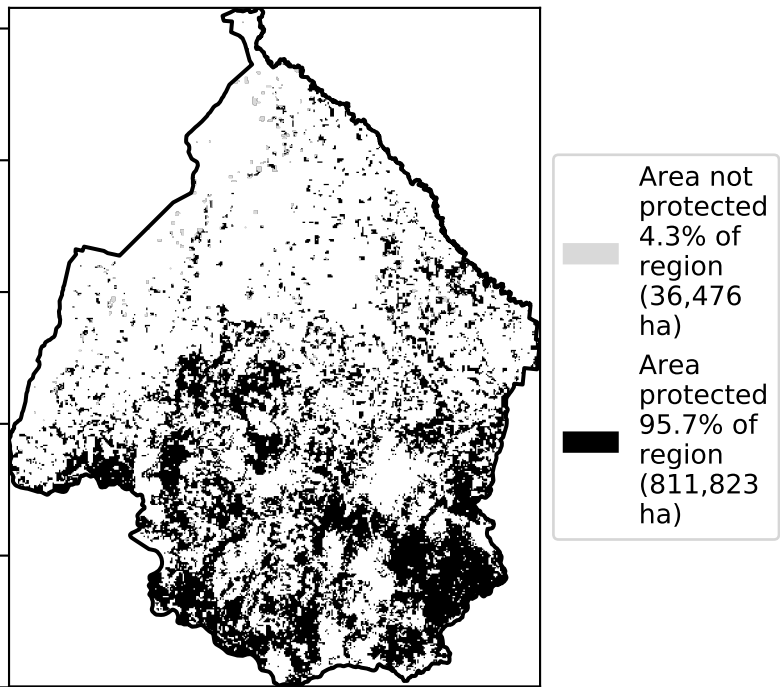 Area not
protected
4.3% of
region
(36,476
ha)
Area
protected
95.7% of
region
(811,823
ha)